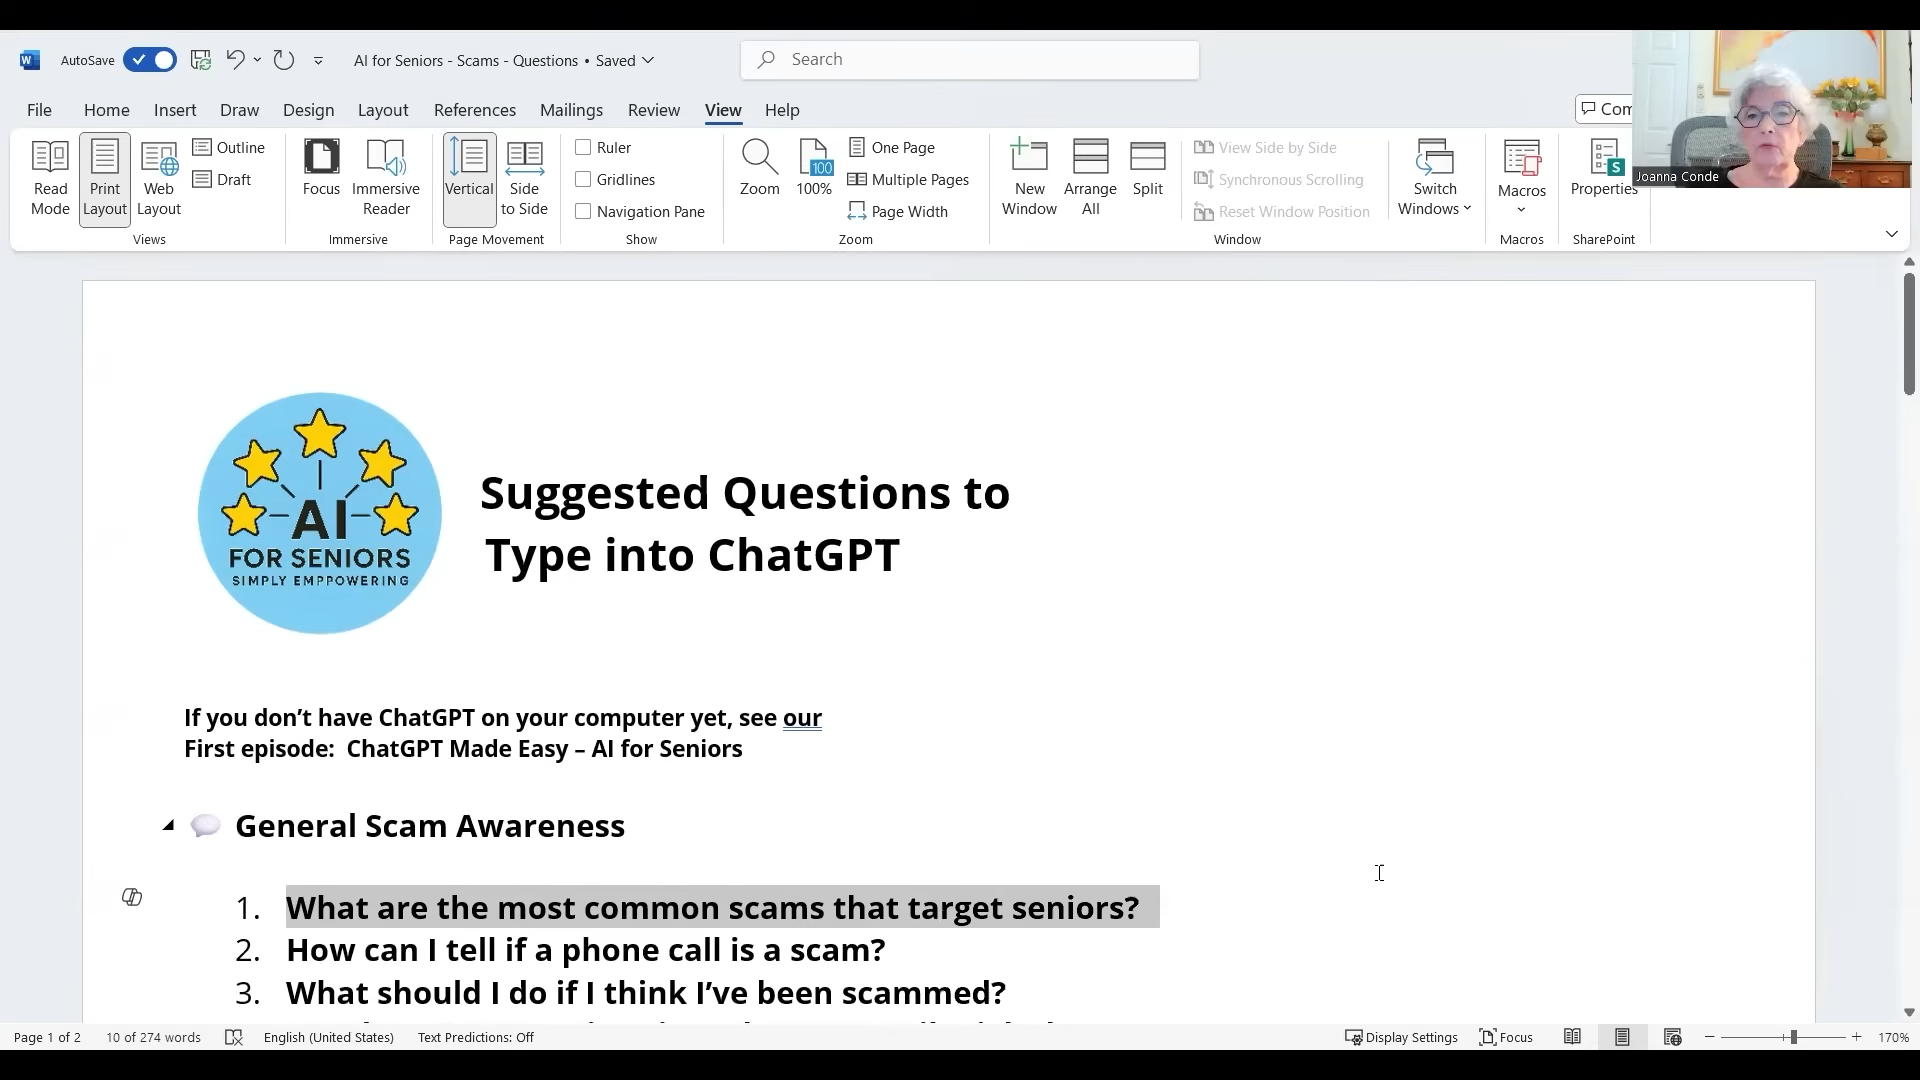 AutoSave
AI for Seniors - Scams - Questions • Saved
Search
File
Home
Insert
Draw
Design
Layout
References
Mailings
Review
View
Help
Com
Read
Mode
Print
Layout
Web
Layout
Outline
Draft
Views
Focus
Immersive
Reader
Immersive
Vertical
Side
to Side
Page Movement
Ruler
Gridlines
Navigation Pane
Show
Zoom
100
100%
One Page
Multiple Pages
Page Width
Zoom
New
Window
Arrange
All
Split
View Side by Side
Synchronous Scrolling
Reset Window Position
Switch
Windows
Window
Macros
Macros
Properties
SharePoint
Joanna Conde
AI
FOR SENIORS
SIMPLY EMPPOWERING
Suggested Questions to
Type into ChatGPT
If you don’t have ChatGPT on your computer yet, see our
First episode: ChatGPT Made Easy – AI for Seniors
General Scam Awareness
1. What are the most common scams that target seniors?
2. How can I tell if a phone call is a scam?
3. What should I do if I think I’ve been scammed?
Page 1 of 2
10 of 274 words
English (United States)
Text Predictions: Off
Display Settings
Focus
170%